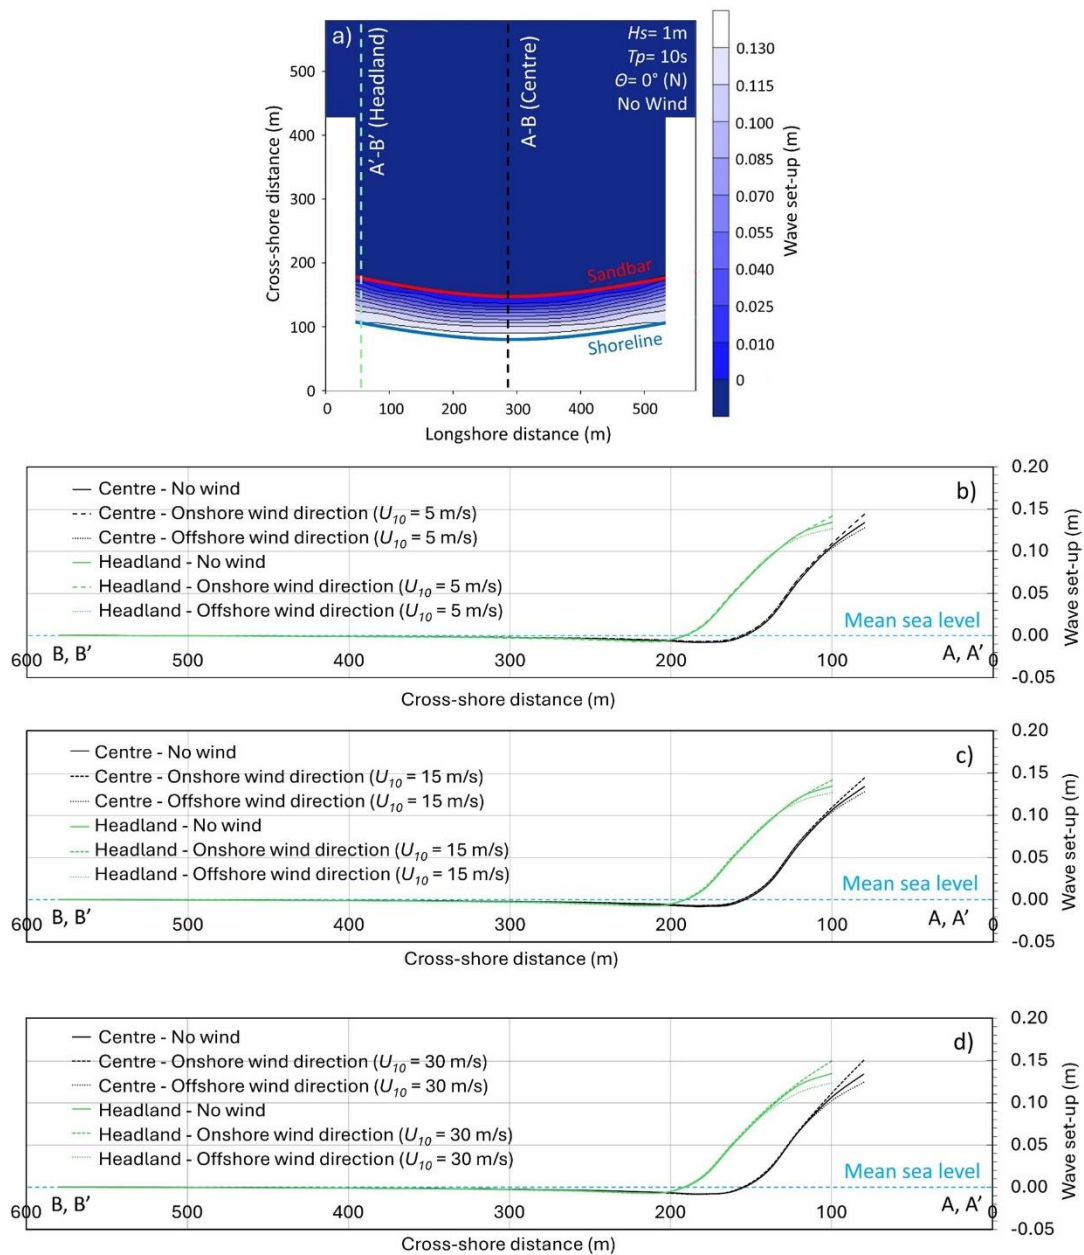 a)
A'-B' (Headland)
A-B (Centre)
Hs= 1m
Tp= 10s
Θ= 0° (N)
No Wind
Sandbar
Shoreline
500
400
300
200
100
0
Cross-shore distance (m)
0
100
200
300
400
500
Longshore distance (m)
0.130
0.115
0.100
0.085
0.070
0.055
0.040
0.025
0.010
0
Wave set-up (m)
b)
Centre - No wind
Centre - Onshore wind direction (U10 = 5 m/s)
Centre - Offshore wind direction (U10 = 5 m/s)
Headland - No wind
Headland - Onshore wind direction (U10 = 5 m/s)
Headland - Offshore wind direction (U10 = 5 m/s)
Mean sea level
B, B'
A, A'
600 500 400 300 200 100 0
Cross-shore distance (m)
0.20
0.15
0.10
0.05
0.00
-0.05
Wave set-up (m)
c)
Centre - No wind
Centre - Onshore wind direction (U10 = 15 m/s)
Centre - Offshore wind direction (U10 = 15 m/s)
Headland - No wind
Headland - Onshore wind direction (U10 = 15 m/s)
Headland - Offshore wind direction (U10 = 15 m/s)
Mean sea level
B, B'
A, A'
600 500 400 300 200 100 0
Cross-shore distance (m)
0.20
0.15
0.10
0.05
0.00
-0.05
Wave set-up (m)
d)
Centre - No wind
Centre - Onshore wind direction (U10 = 30 m/s)
Centre - Offshore wind direction (U10 = 30 m/s)
Headland - No wind
Headland - Onshore wind direction (U10 = 30 m/s)
Headland - Offshore wind direction (U10 = 30 m/s)
Mean sea level
B, B'
A, A'
600 500 400 300 200 100 0
Cross-shore distance (m)
0.20
0.15
0.10
0.05
0.00
-0.05
Wave set-up (m)